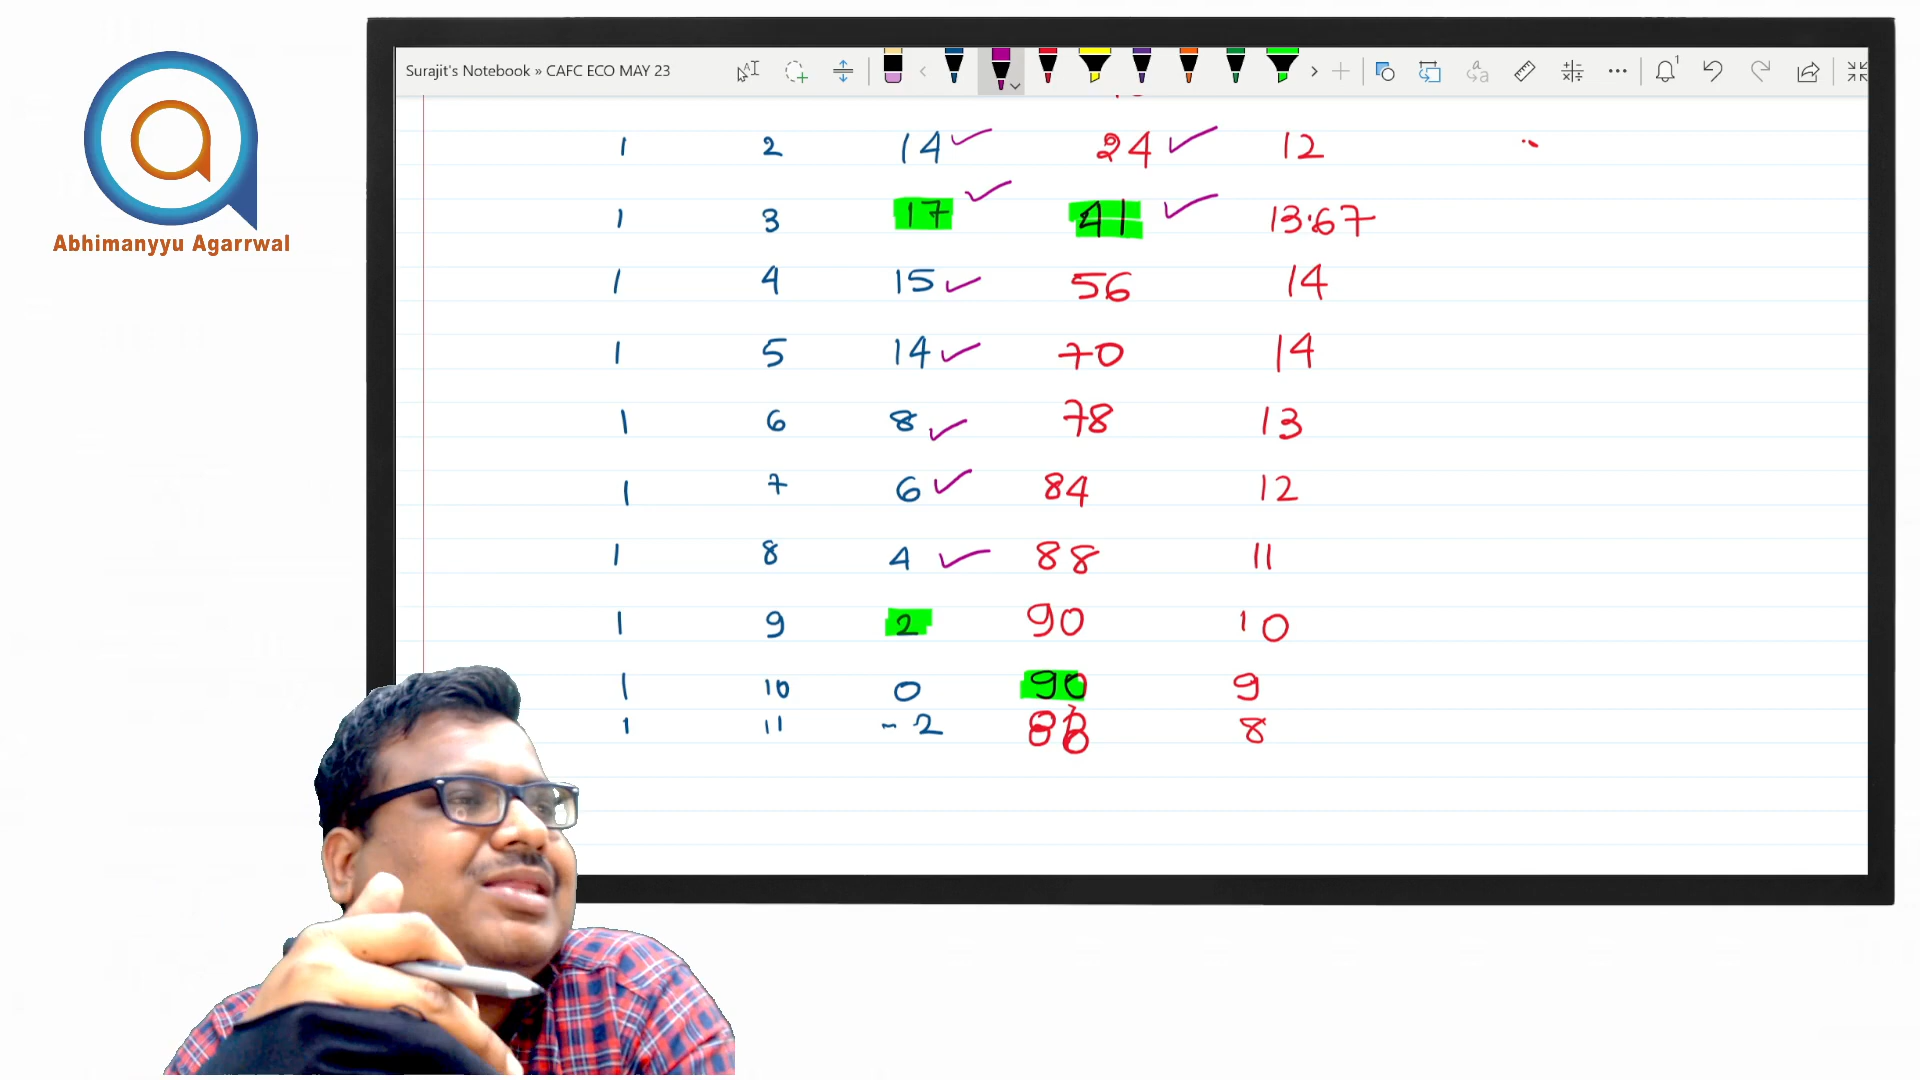 Surajit's Notebook » CAFC ECO MAY 23
Abhimanyyu Agarrwal
1 2 14 24 12
1 3 17 41 13.67
1 4 15 56 14
1 5 14 70 14
1 6 8 78 13
1 7 6 84 12
1 8 4 88 11
1 9 2 90 10
1 10 0 90 9
1 11 -2 88 8